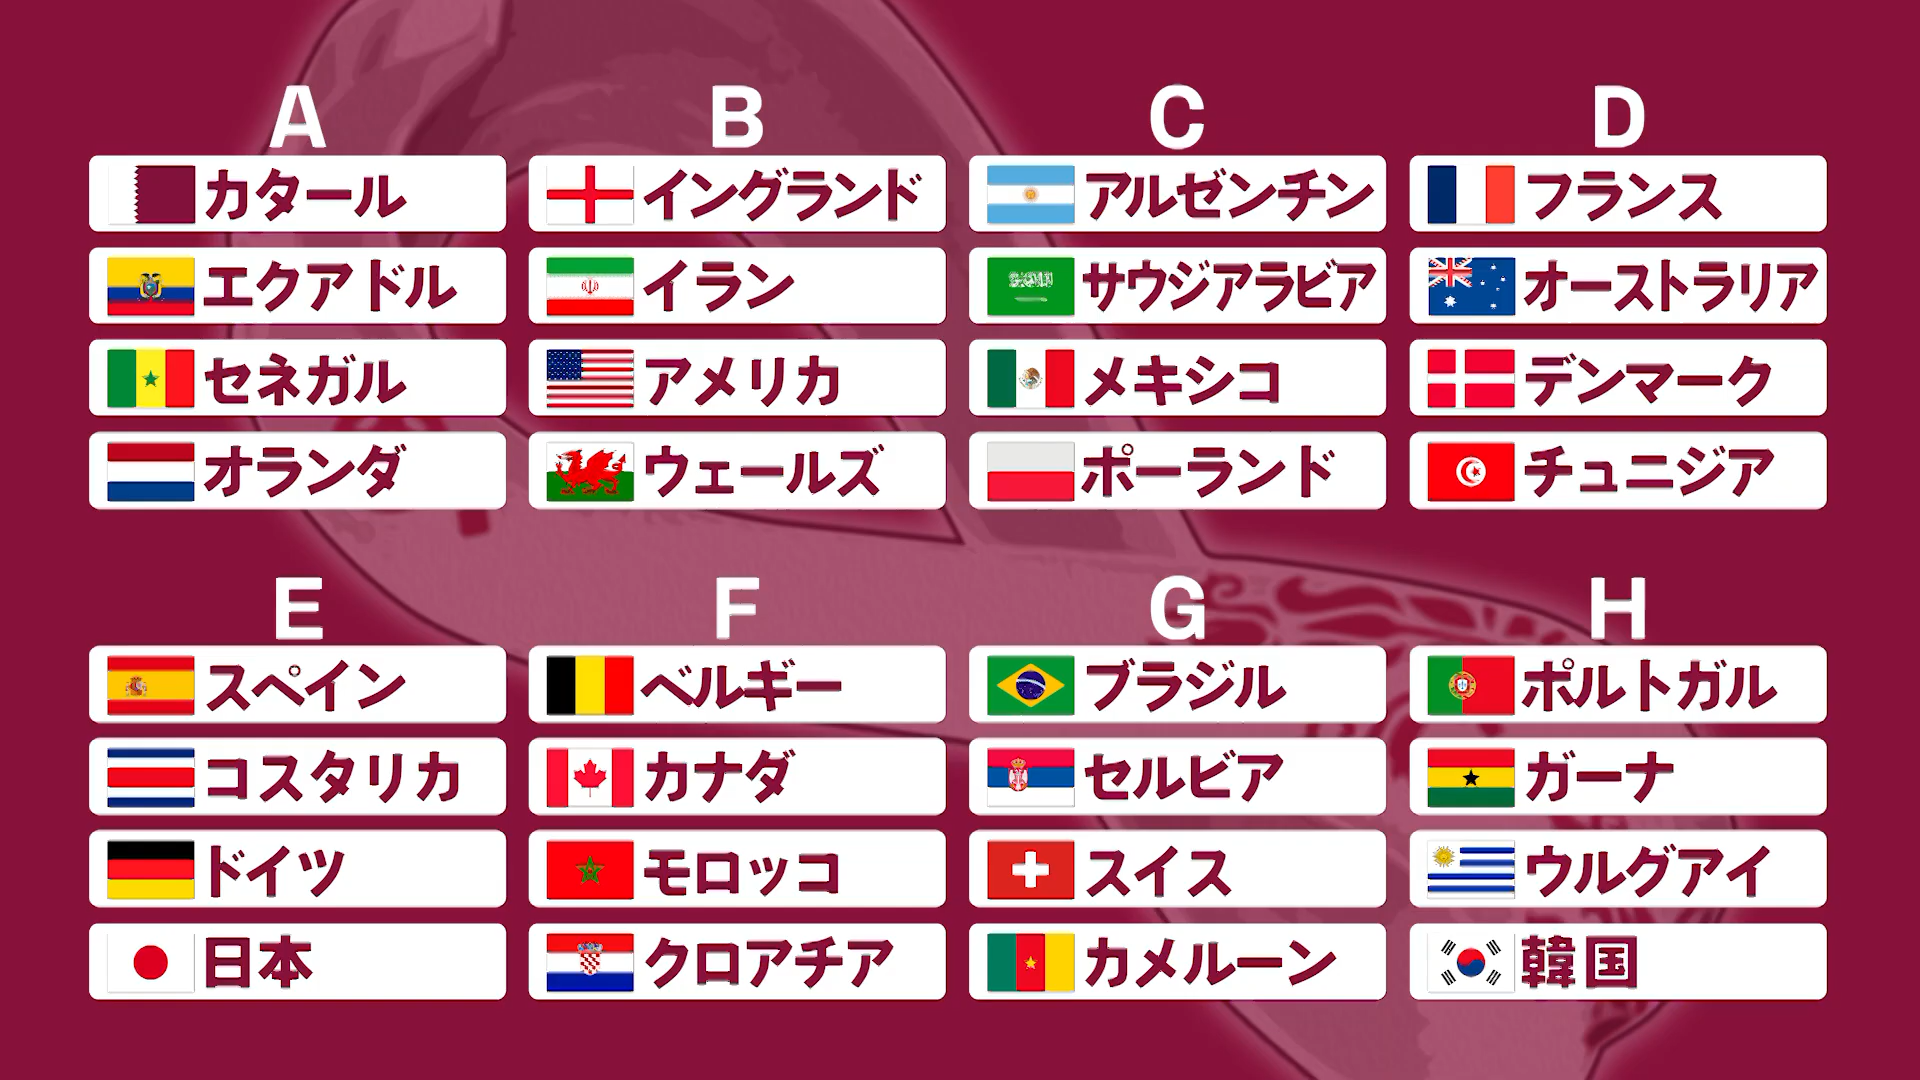 A
カタール
エクアドル
セネガル
オランダ
B
イングランド
イラン
アメリカ
ウェールズ
C
アルゼンチン
サウジアラビア
メキシコ
ポーランド
D
フランス
オーストラリア
デンマーク
チュニジア
E
スペイン
コスタリカ
ドイツ
日本
F
ベルギー
カナダ
モロッコ
クロアチア
G
ブラジル
セルビア
スイス
カメルーン
H
ポルトガル
ガーナ
ウルグアイ
韓国